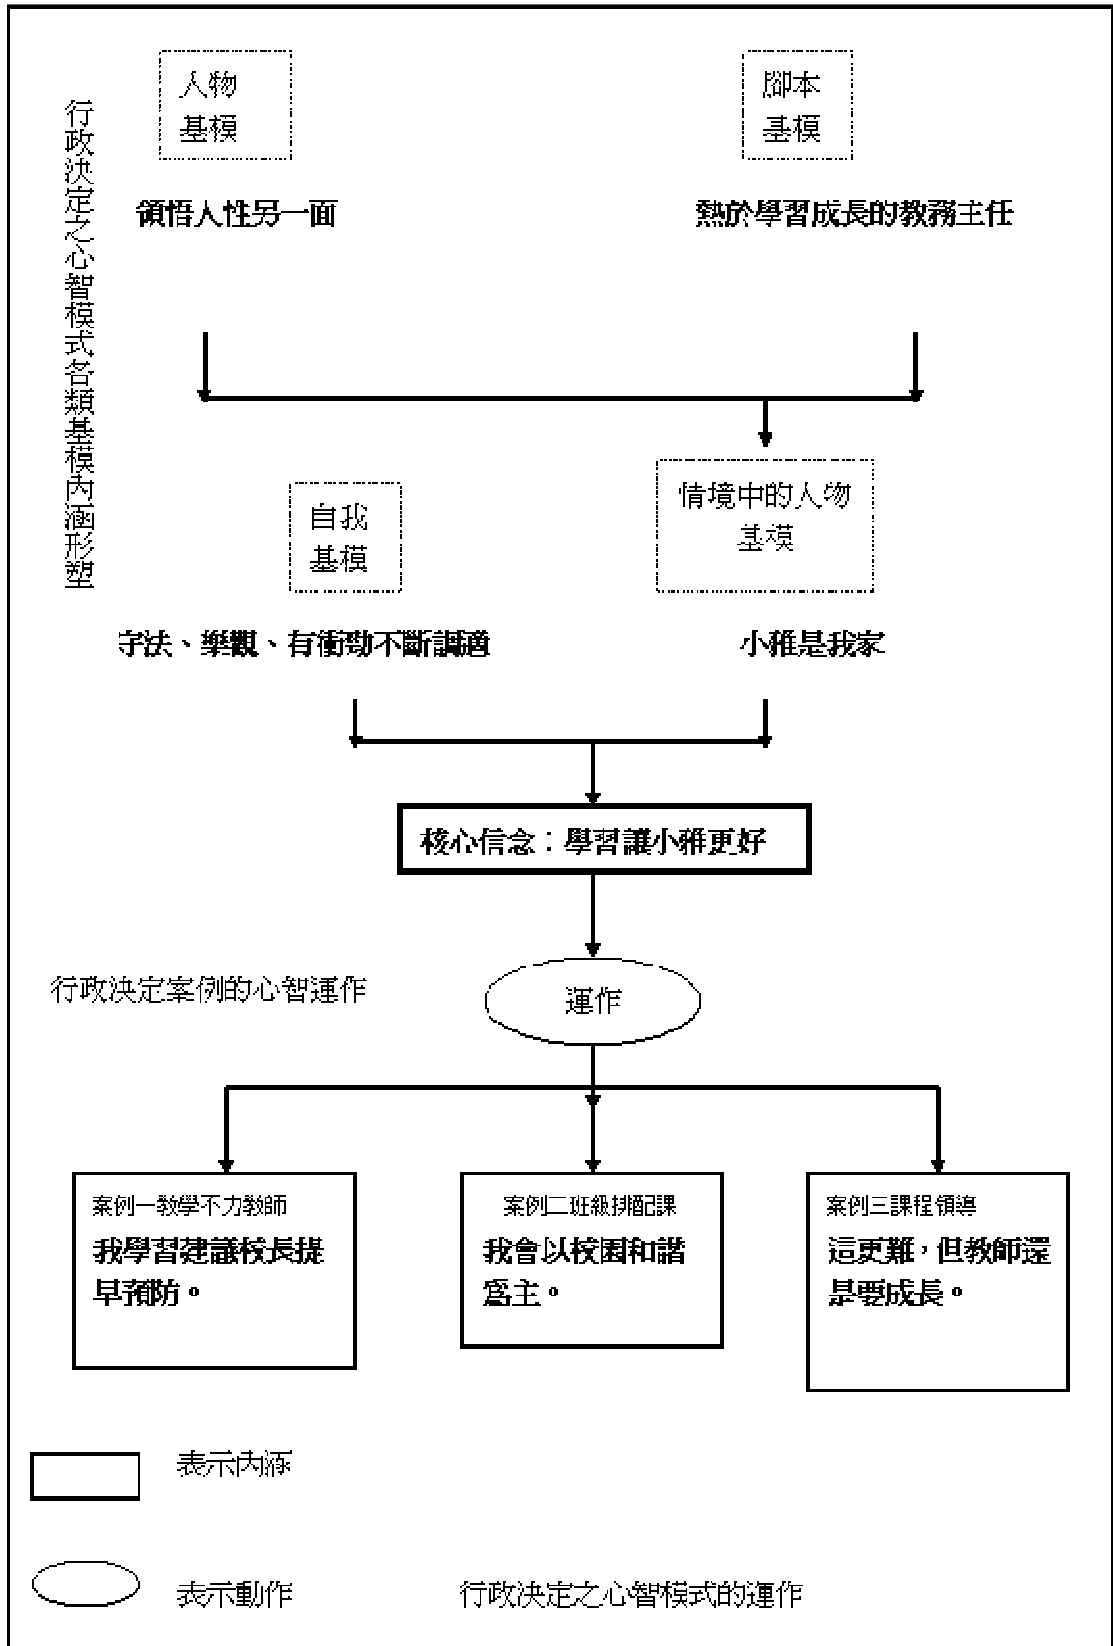 行政決定之心智模式各類基模內涵形塑
人物
基模
腳本
基模
領悟人性另一面
熱於學習成長的教務主任
自我
基模
情境中的人物
基模
守法、樂觀、有衝勁不斷調適
小雅是我家
核心信念：學習讓小雅更好
行政決定案例的心智運作
運作
案例一教學不力教師
我學習建議校長提
早預防。
案例二班級排配課
我會以校園和諧
為主。
案例三課程領導
這更難，但教師還
是要成長。
表示內涵
表示動作
行政決定之心智模式的運作